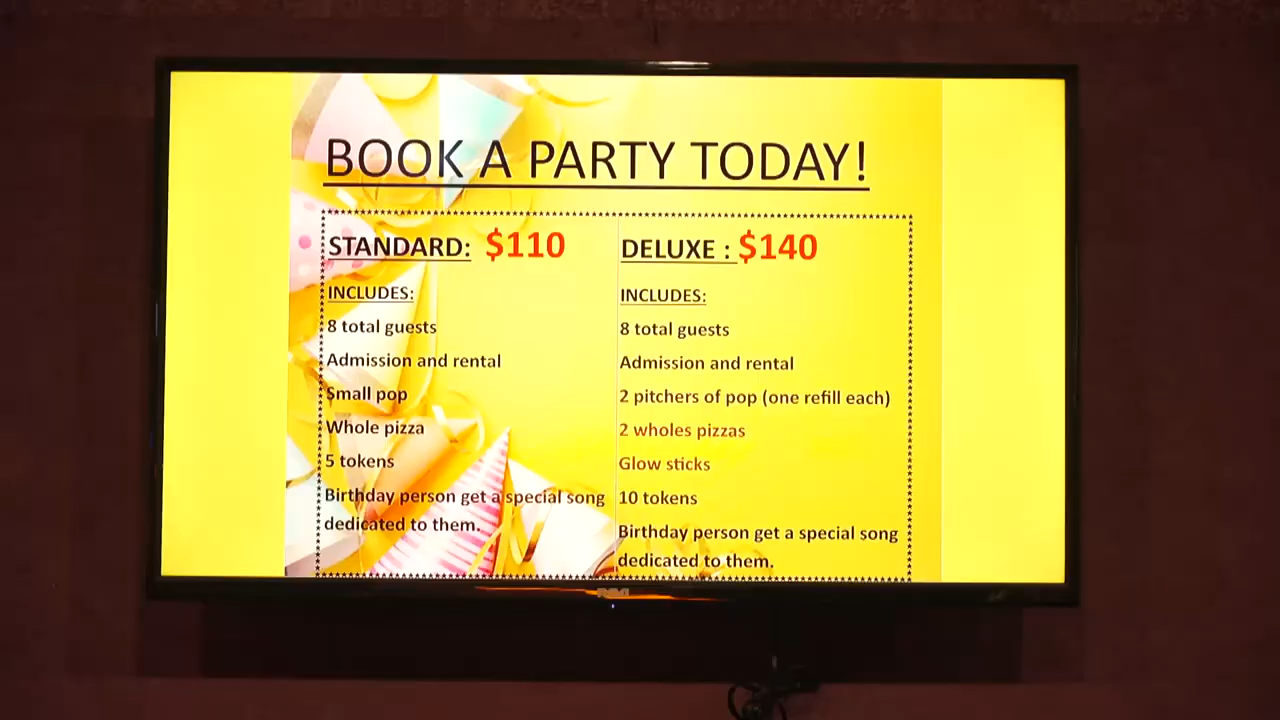 BOOK A PARTY TODAY!
STANDARD: $110
INCLUDES:
8 total guests
Admission and rental
Small pop
Whole pizza
5 tokens
Birthday person get a special song
dedicated to them.
DELUXE : $140
INCLUDES:
8 total guests
Admission and rental
2 pitchers of pop (one refill each)
2 wholes pizzas
Glow sticks
10 tokens
Birthday person get a special song
dedicated to them.